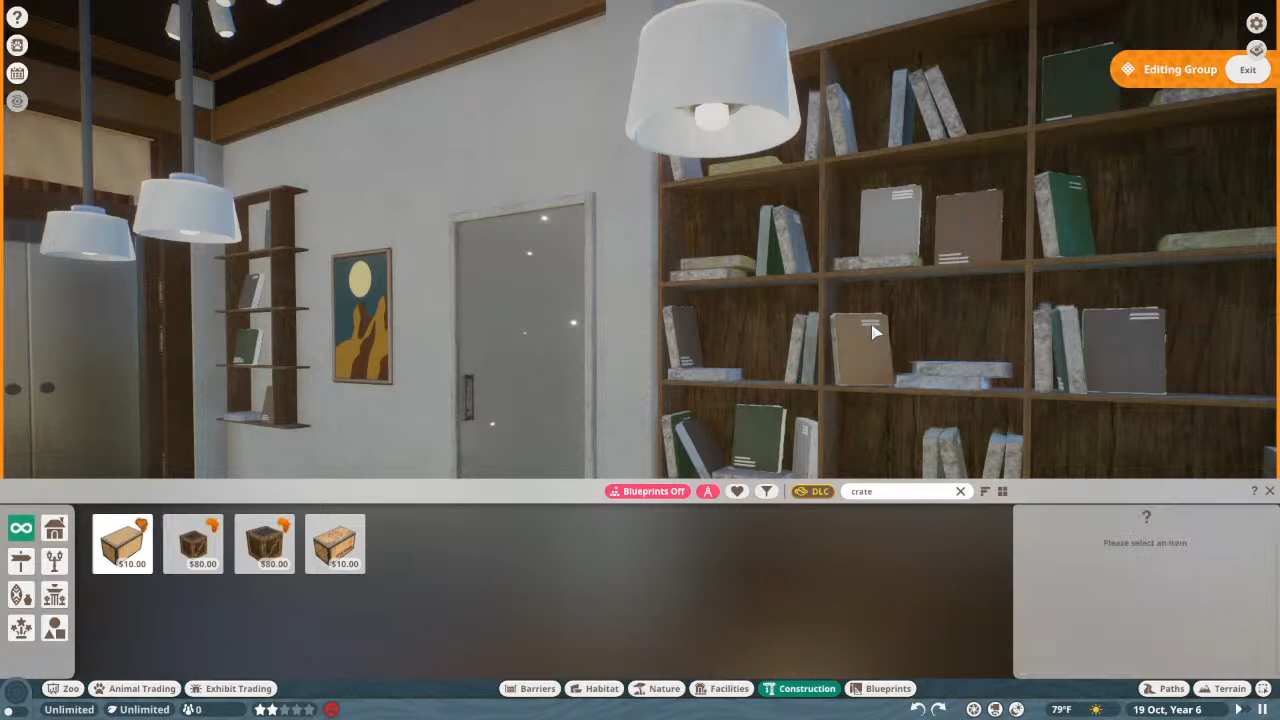 Editing Group
Exit
Blueprints Off
DLC
crate
?
$10.00
$80.00
$80.00
$10.00
?
Please select an item
Zoo
Animal Trading
Exhibit Trading
Barriers
Habitat
Nature
Facilities
Construction
Blueprints
Paths
Terrain
Unlimited
Unlimited
0
79°F
19 Oct, Year 6